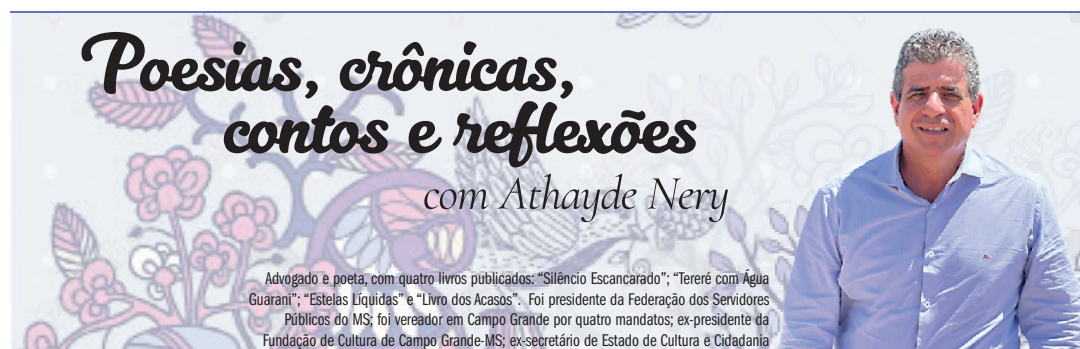 Poesias, crônicas,
contos e reflexões
com Athayde Nery
Advogado e poeta, com quatro livros publicados: “Silêncio Escancarado”; “Tereré com Água
Guarani”; “Estelas Líquidas” e “Livro dos Acasos”. Foi presidente da Federação dos Servidores
Públicos do MS; foi vereador em Campo Grande por quatro mandatos; ex-presidente da
Fundação de Cultura de Campo Grande-MS; ex-secretário de Estado de Cultura e Cidadania